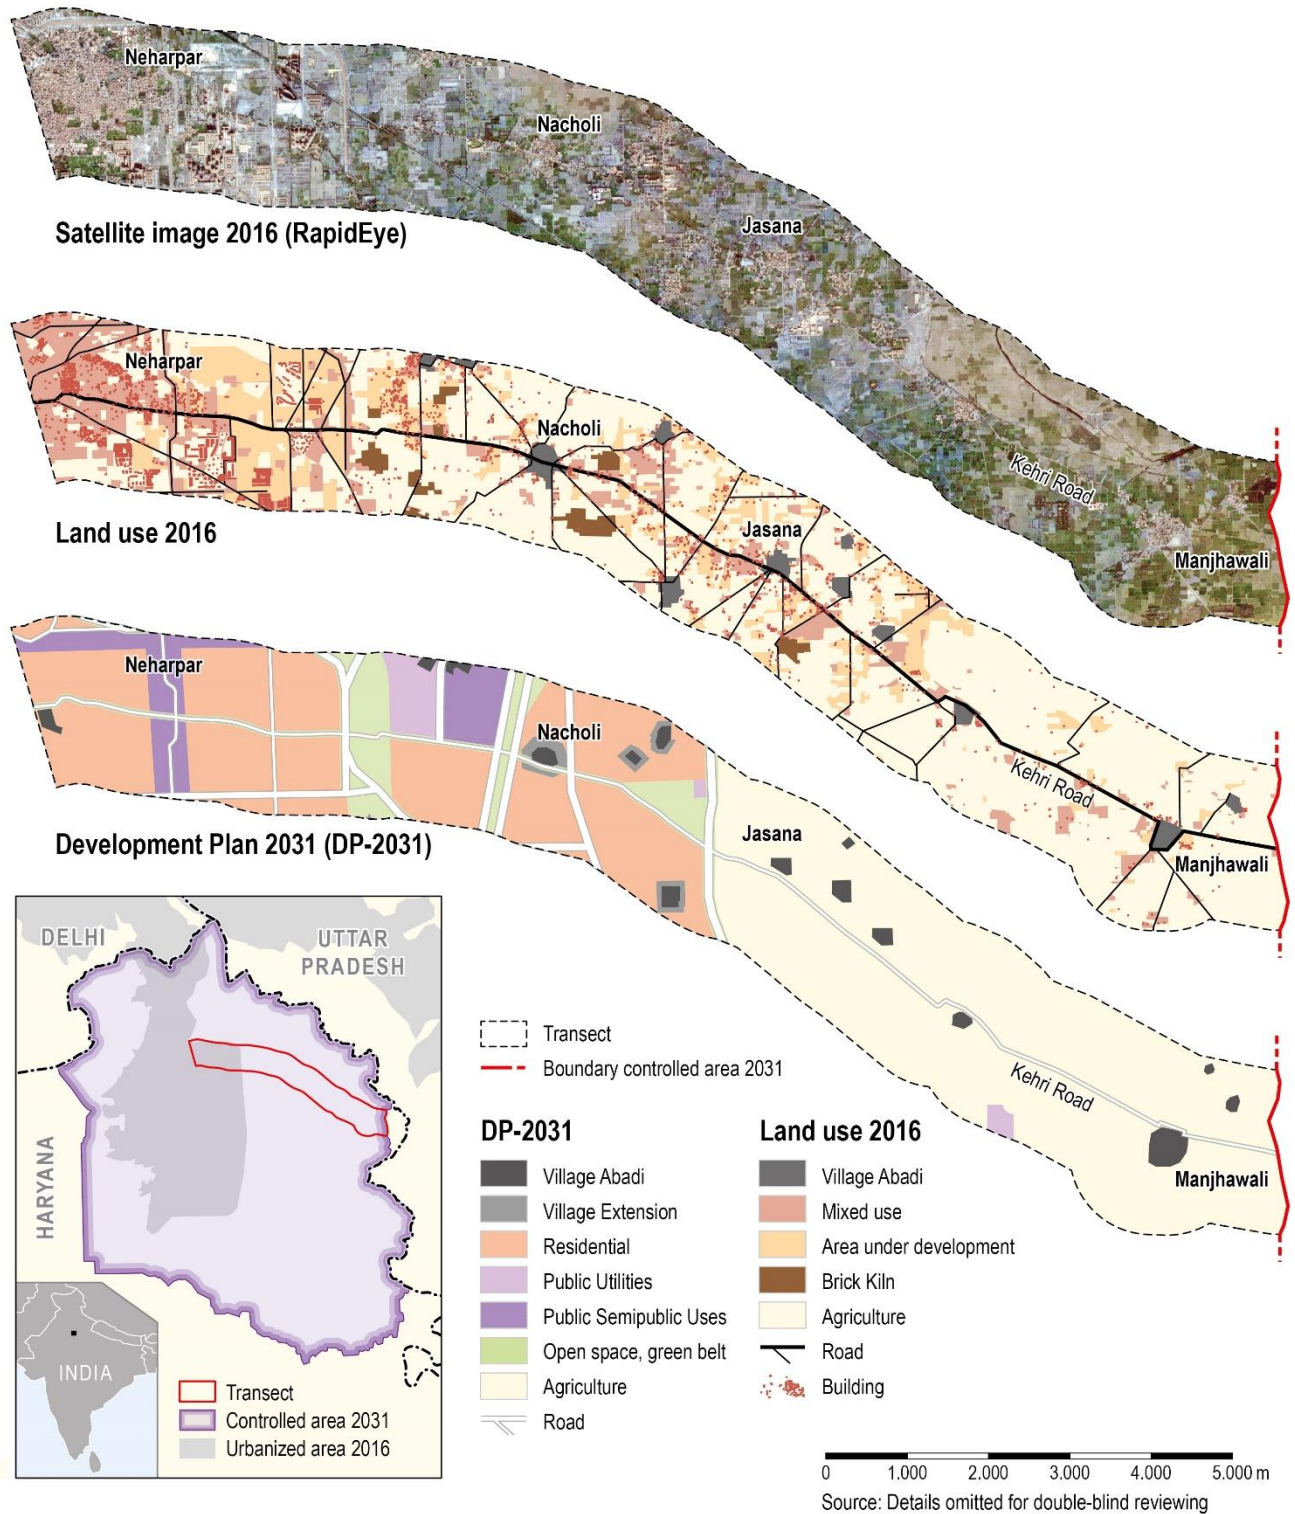 Neharpar
Nacholi
Jasana
Satellite image 2016 (RapidEye)
Kehri Road
Manjhawali
Neharpar
Nacholi
Jasana
Land use 2016
Kehri Road
Manjhawali
Neharpar
Nacholi
Jasana
Development Plan 2031 (DP-2031)
Kehri Road
Manjhawali
DELHI
UTTAR
PRADESH
HARYANA
INDIA
Transect
Controlled area 2031
Urbanized area 2016
Transect
Boundary controlled area 2031
DP-2031
Village Abadi
Village Extension
Residential
Public Utilities
Public Semipublic Uses
Open space, green belt
Agriculture
Road
Land use 2016
Village Abadi
Mixed use
Area under development
Brick Kiln
Agriculture
Road
Building
0 1.000 2.000 3.000 4.000 5.000 m
Source: Details omitted for double-blind reviewing